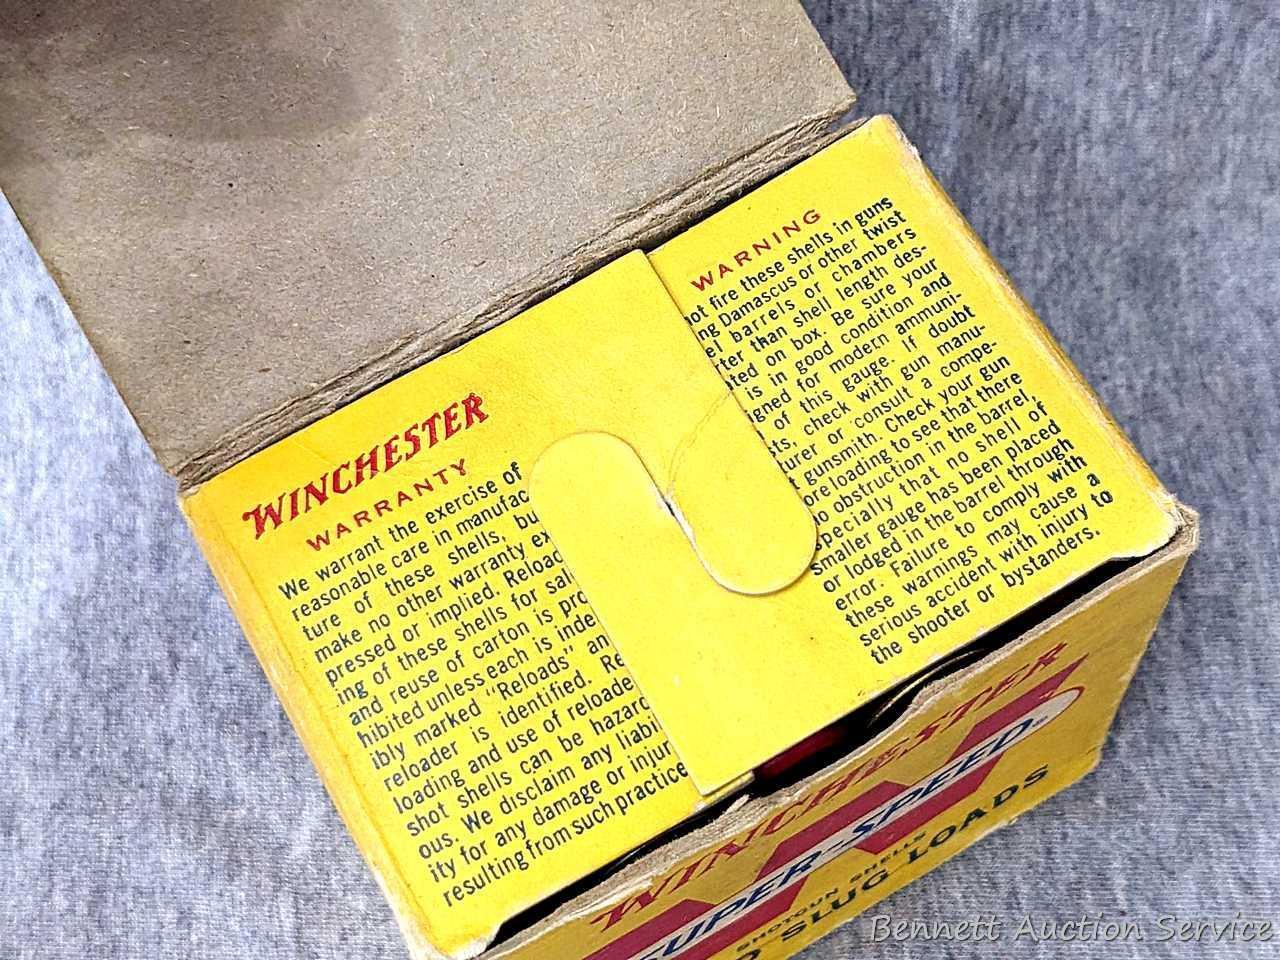 WINCHESTER
WARRANTY
We warrant the exercise of
reasonable care in manufac
ture of these shells, bu
make no other warranty ex
pressed or implied. Reload
ing of these shells for sal
and reuse of carton is pro
hibited unless each is inde
ibly marked "Reloads" an
reloader is identified. Re
loading and use of reloade
shot shells can be hazard
ous. We disclaim any liabil
ity for any damage or injur
resulting from such practice
WARNING
ot fire these shells in guns
ng Damascus or other twist
el barrels or chambers
rter than shell length des-
ated on box. Be sure your
is in good condition and
igned for modern ammuni-
of this gauge. If doubt
sts, check with gun manu-
turer or consult a compe-
t gunsmith. Check your gun
ore loading to see that there
o obstruction in the barrel,
specially that no shell of
smaller gauge has been placed
or lodged in the barrel through
error. Failure to comply with
these warnings may cause a
serious accident with injury to
the shooter or bystanders.
WINCHESTER
SUPER-SPEED
SHOTGUN SHELLS
SLUG LOADS
Bennett Auction Service